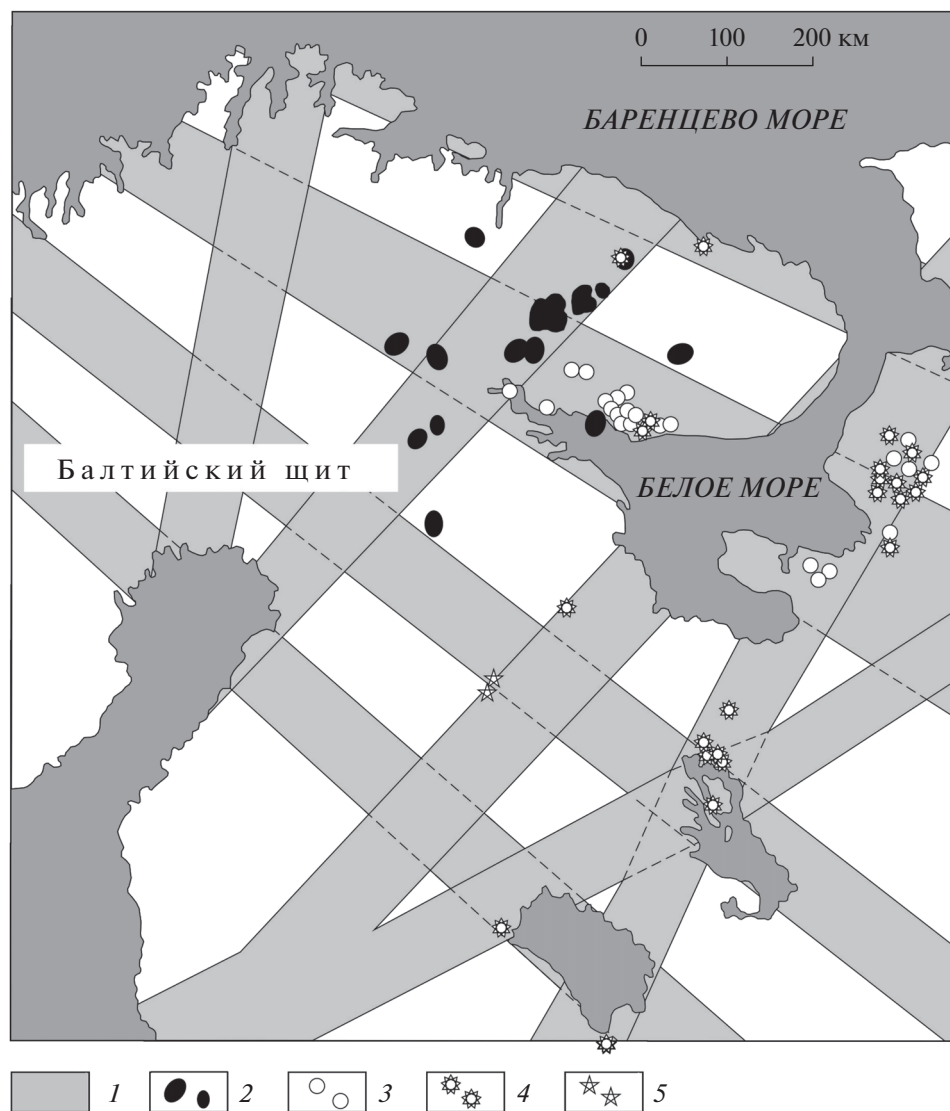 0 100 200 км
БАРЕНЦЕВО МОРЕ
Балтийский щит
БЕЛОЕ МОРЕ
1 2 3 4 5